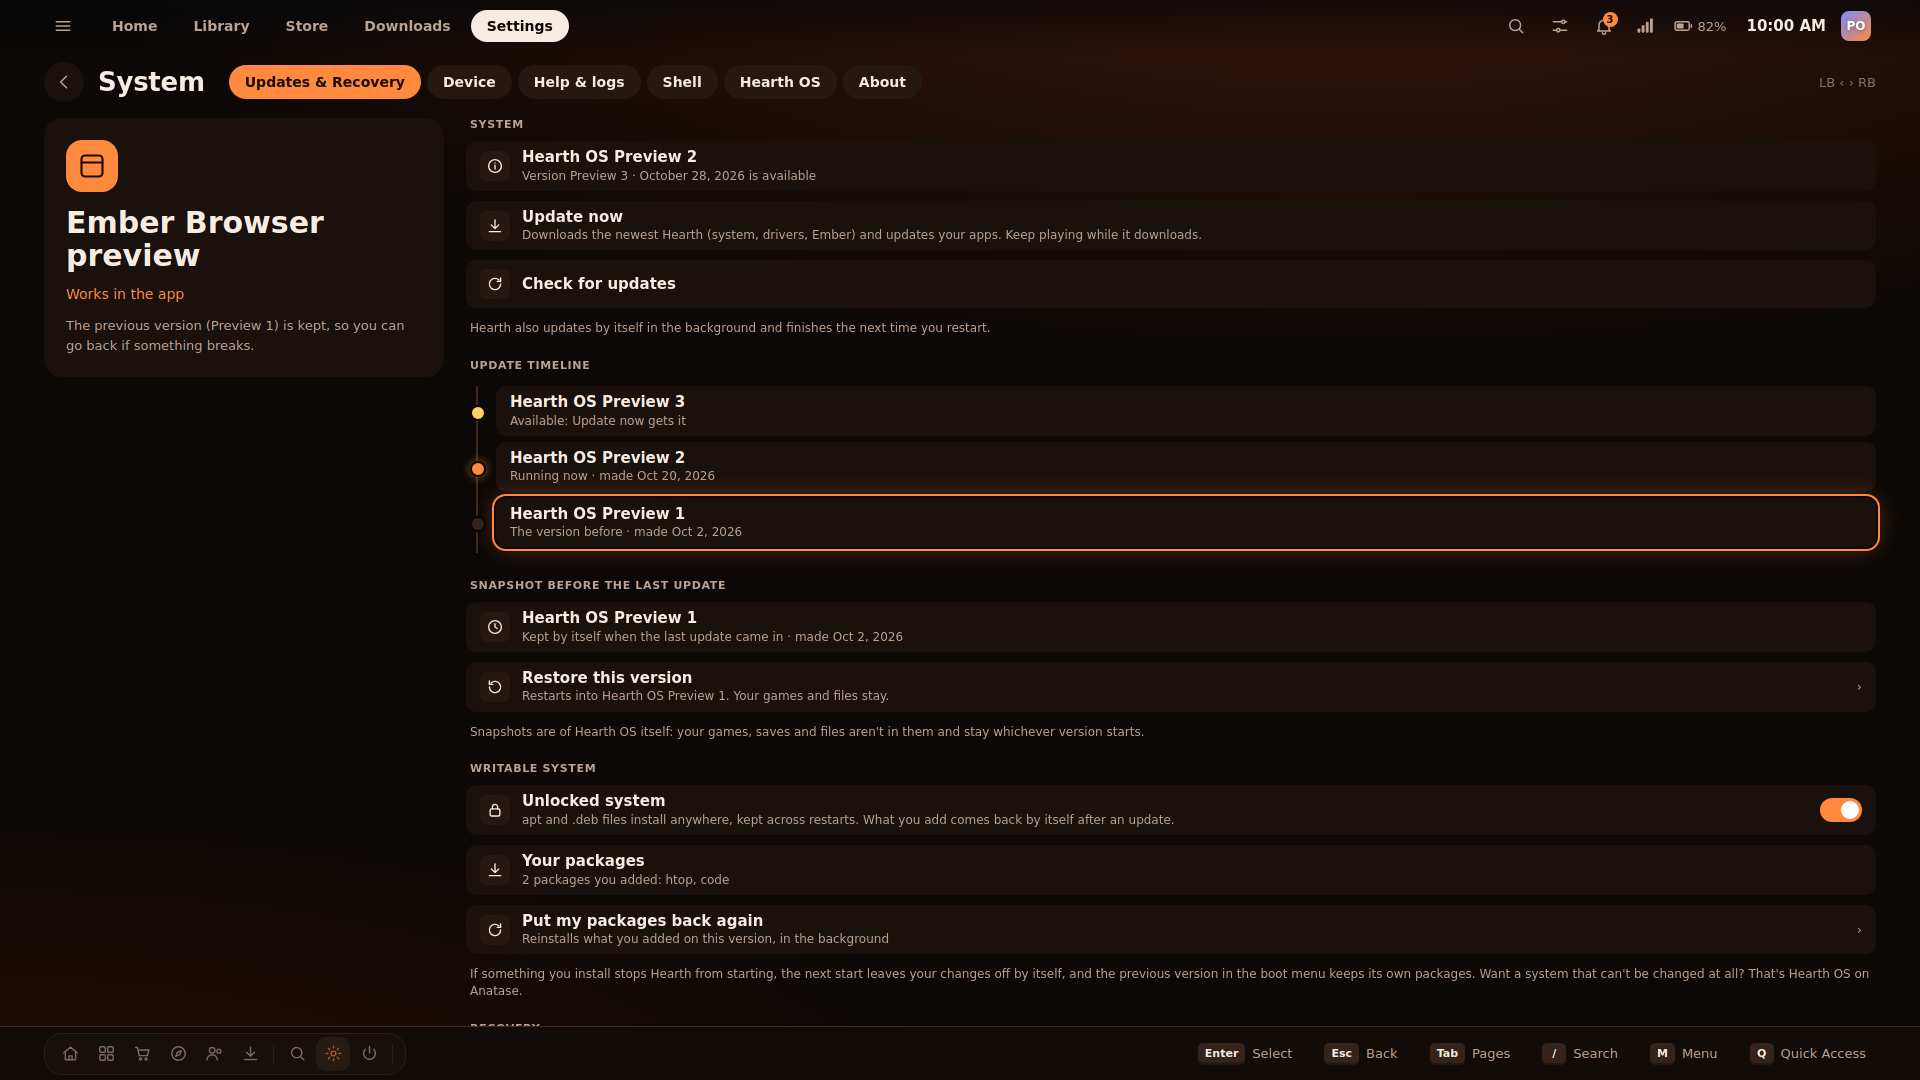 Home Library Store Downloads Settings 3 82% 10:00 AM PO
System Updates & Recovery Device Help & logs Shell Hearth OS About LB ‹ › RB
Ember Browser
preview
Works in the app
The previous version (Preview 1) is kept, so you can
go back if something breaks.
SYSTEM
Hearth OS Preview 2
Version Preview 3 · October 28, 2026 is available
Update now
Downloads the newest Hearth (system, drivers, Ember) and updates your apps. Keep playing while it downloads.
Check for updates
Hearth also updates by itself in the background and finishes the next time you restart.
UPDATE TIMELINE
Hearth OS Preview 3
Available: Update now gets it
Hearth OS Preview 2
Running now · made Oct 20, 2026
Hearth OS Preview 1
The version before · made Oct 2, 2026
SNAPSHOT BEFORE THE LAST UPDATE
Hearth OS Preview 1
Kept by itself when the last update came in · made Oct 2, 2026
Restore this version
Restarts into Hearth OS Preview 1. Your games and files stay.
Snapshots are of Hearth OS itself: your games, saves and files aren't in them and stay whichever version starts.
WRITABLE SYSTEM
Unlocked system
apt and .deb files install anywhere, kept across restarts. What you add comes back by itself after an update.
Your packages
2 packages you added: htop, code
Put my packages back again
Reinstalls what you added on this version, in the background
If something you install stops Hearth from starting, the next start leaves your changes off by itself, and the previous version in the boot menu keeps its own packages. Want a system that can't be changed at all? That's Hearth OS on
Anatase.
RECOVERY
Enter Select Esc Back Tab Pages / Search M Menu Q Quick Access